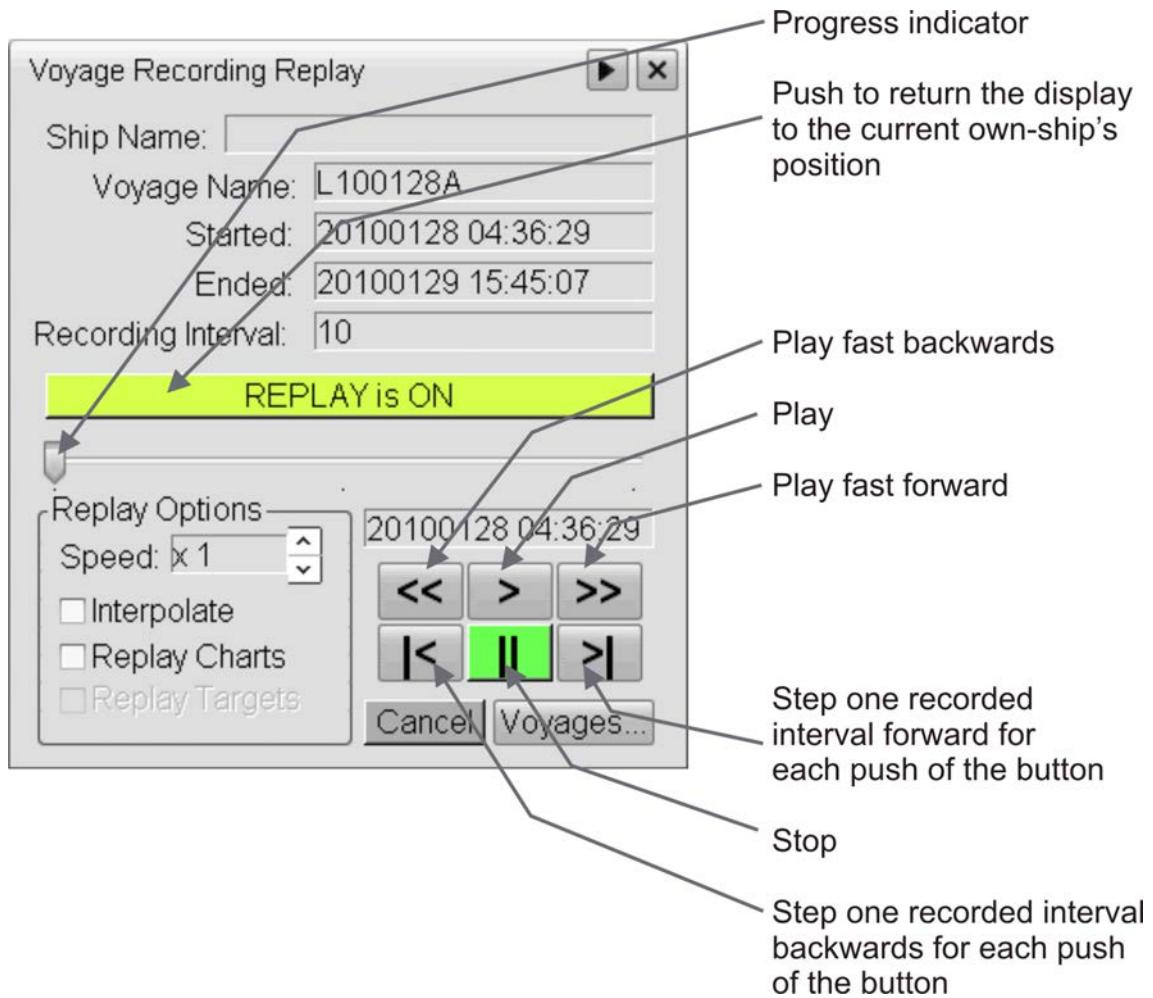 Progress indicator
Voyage Recording Replay
Push to return the display
to the current own-ship's
position
Ship Name:
Voyage Name: L100128A
Started: 20100128 04:36:29
Ended: 20100129 15:45:07
Recording Interval: 10
Play fast backwards
REPLAY is ON
Play
Play fast forward
Replay Options
20100128 04:36:29
Speed: x 1
<< > >>
Interpolate
Replay Charts
|< || >|
Replay Targets
Cancel Voyages...
Step one recorded
interval forward for
each push of the button
Stop
Step one recorded interval
backwards for each push
of the button